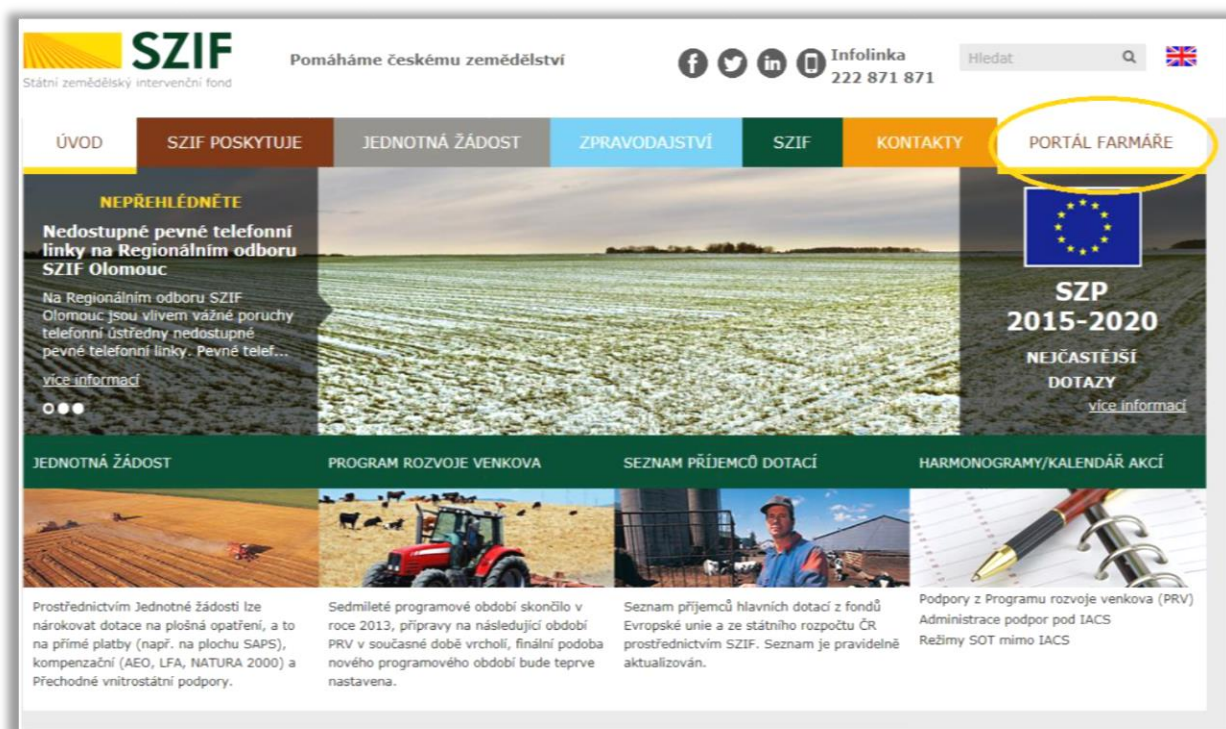 SZIF
Státní zemědělský intervenční fond
Pomáháme českému zemědělství
Infolinka
222 871 871
Hledat
ÚVOD
SZIF POSKYTUJE
JEDNOTNÁ ŽÁDOST
ZPRAVODAJSTVÍ
SZIF
KONTAKTY
PORTÁL FARMÁŘE
NEPŘEHLÉDNĚTE
Nedostupné pevné telefonní
linky na Regionálním odboru
SZIF Olomouc
Na Regionálním odboru SZIF
Olomouc jsou vlivem vážné poruchy
telefonní ústředny nedostupné
pevné telefonní linky. Pevné telef...
více informací
SZP
2015-2020
NEJČASTĚJŠÍ
DOTAZY
více informací
JEDNOTNÁ ŽÁDOST
Prostřednictvím Jednotné žádosti lze
nárokovat dotace na plošná opatření, a to
na přímé platby (např. na plochu SAPS),
kompenzační (AEO, LFA, NATURA 2000) a
Přechodné vnitrostátní podpory.
PROGRAM ROZVOJE VENKOVA
Sedmileté programové období skončilo v
roce 2013, přípravy na následující období
PRV v současné době vrcholí, finální podoba
nového programového období bude teprve
nastavena.
SEZNAM PŘÍJEMCŮ DOTACÍ
Seznam příjemců hlavních dotací z fondů
Evropské unie a ze státního rozpočtu ČR
prostřednictvím SZIF. Seznam je pravidelně
aktualizován.
HARMONOGRAMY/KALENDÁŘ AKCÍ
Podpory z Programu rozvoje venkova (PRV)
Administrace podpor pod IACS
Režimy SOT mimo IACS